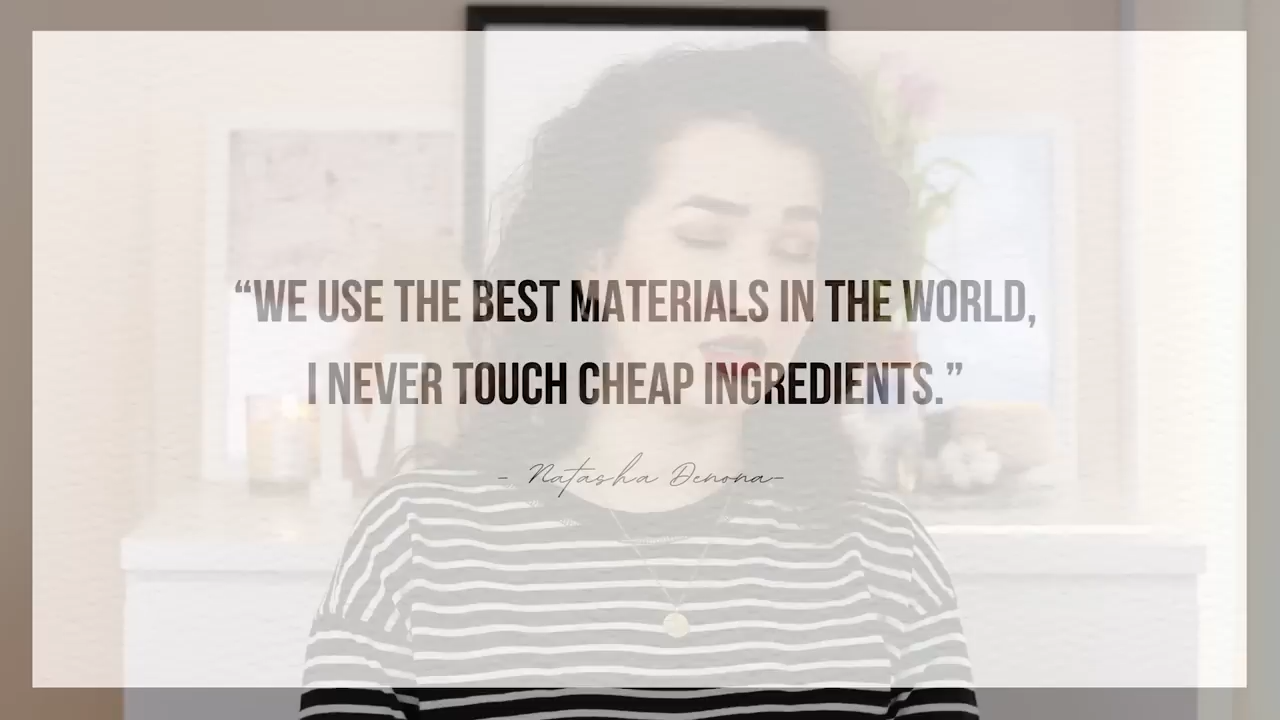 “WE USE THE BEST MATERIALS IN THE WORLD,
I NEVER TOUCH CHEAP INGREDIENTS.”
- Natasha Denona-